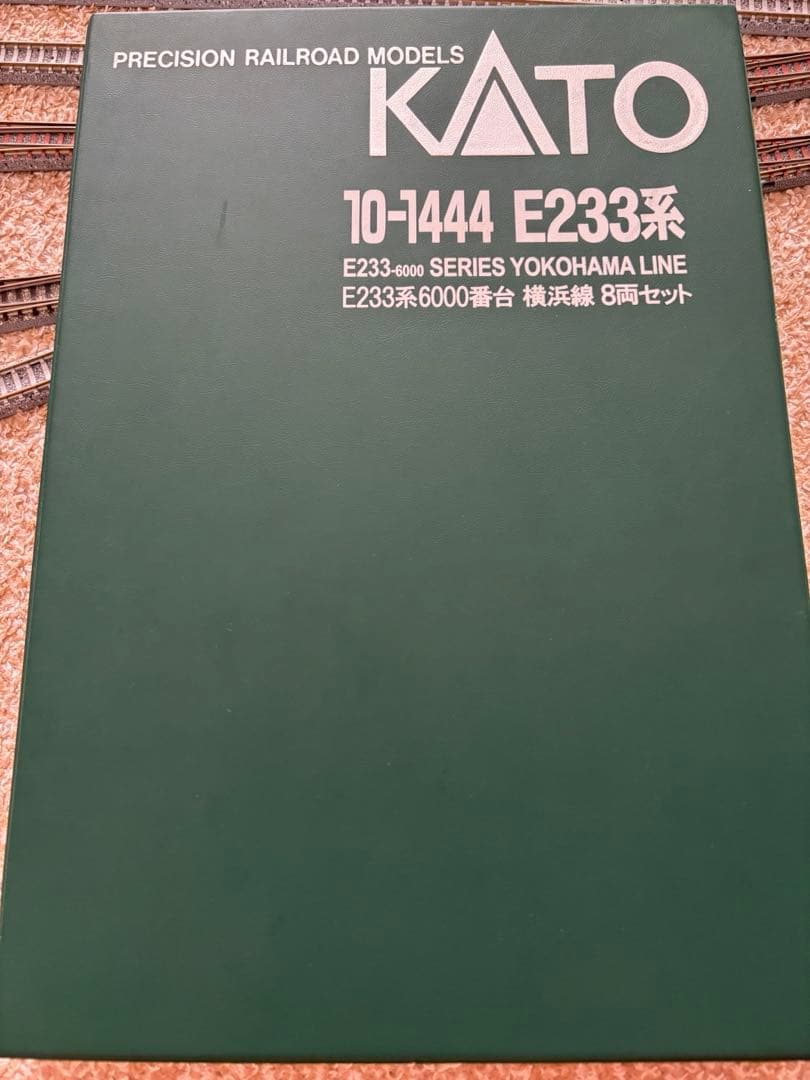 PRECISION RAILROAD MODELS
KATO
10-1444 E233系
E233-6000 SERIES YOKOHAMA LINE
E233系6000番台 横浜線 8両セット